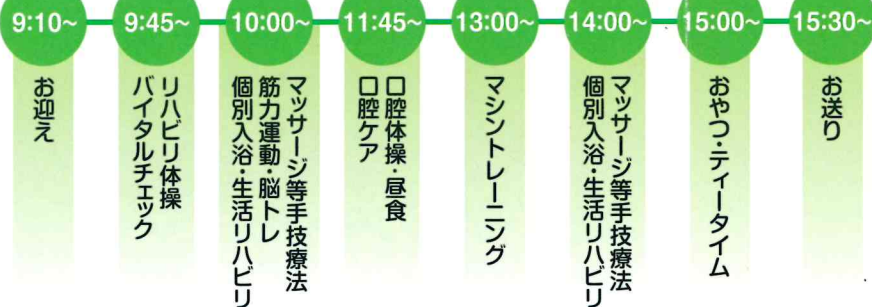 9:10~
お迎え
9:45~
リハビリ体操
バイタルチェック
10:00~
マッサージ等手技療法
筋力運動・脳トレ
個別入浴・生活リハビリ
11:45~
口腔体操・昼食
口腔ケア
13:00~
マシントレーニング
14:00~
マッサージ等手技療法
個別入浴・生活リハビリ
15:00~
おやつ・ティータイム
15:30~
お送り